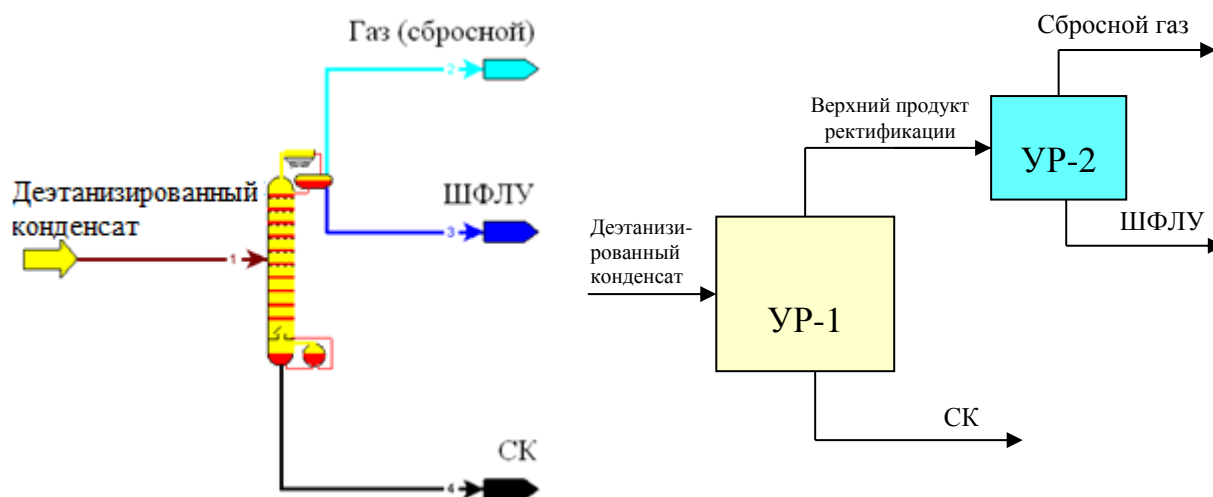 Газ (сбросной)
2
Деэтанизированный
конденсат
1
ШФЛУ
3
СК
4
Сбросной газ
Верхний продукт
ректификации
УР-2
ШФЛУ
Деэтанизи-
рованный
конденсат
УР-1
СК